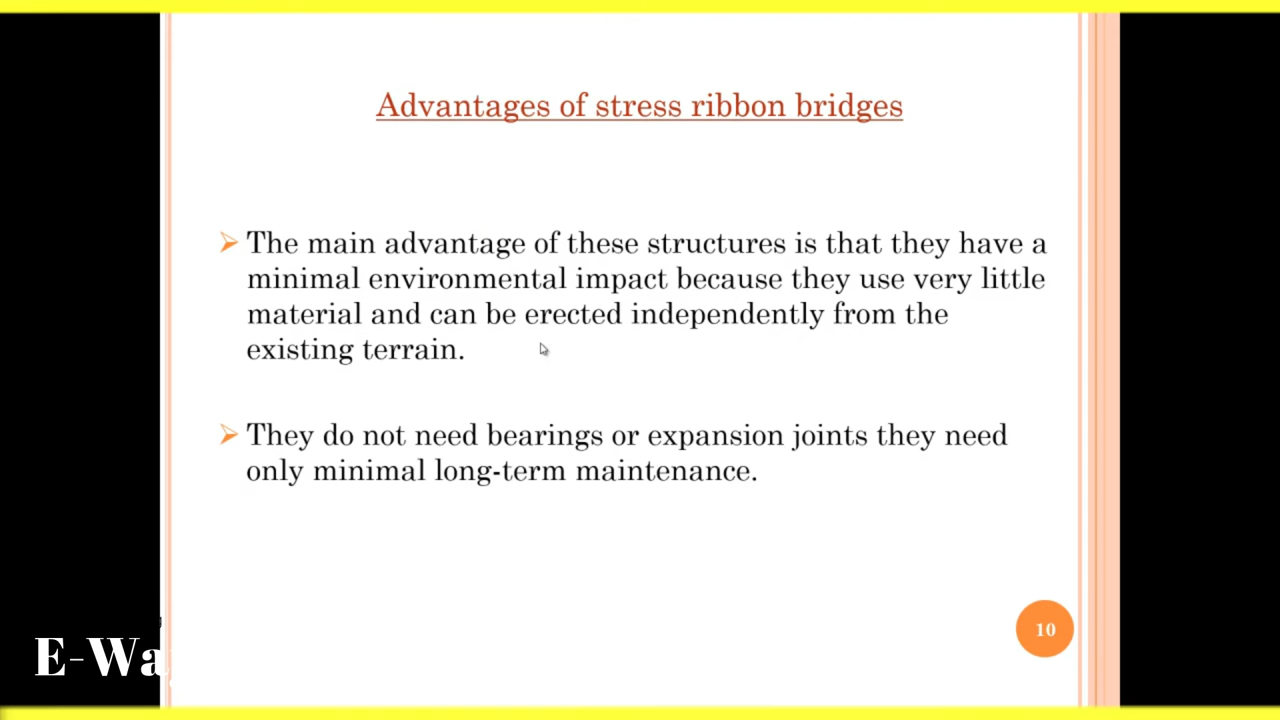 Advantages of stress ribbon bridges
The main advantage of these structures is that they have a
minimal environmental impact because they use very little
material and can be erected independently from the
existing terrain.
They do not need bearings or expansion joints they need
only minimal long-term maintenance.
10